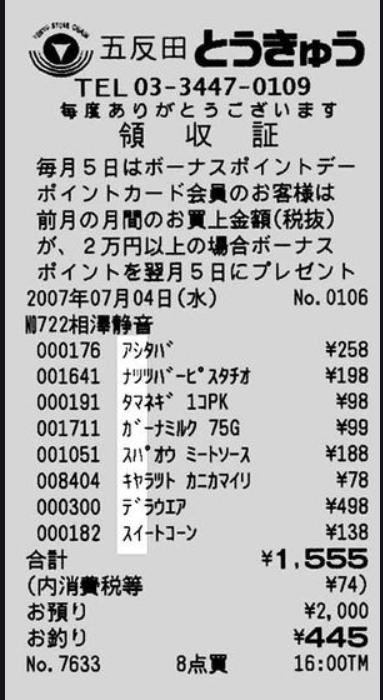 TOKYU STORE CHAIN
五反田とうきゅう
TEL 03-3447-0109
毎度ありがとうございます
領収証
毎月5日はボーナスポイントデー
ポイントカード会員のお客様は
前月の月間のお買上金額(税抜)
が、2万円以上の場合ボーナス
ポイントを翌月5日にプレゼント
2007年07月04日(水) No.0106
N0722相澤静音
000176 アシタバ ¥258
001641 ナッツバーピスタチオ ¥198
000191 タマネギ 1コPK ¥98
001711 ガーナミルク 75G ¥99
001051 スパオウ ミートソース ¥188
008404 キャラット カニカマイリ ¥78
000300 デラウエア ¥498
000182 スイートコーン ¥138
合計 ¥1,555
(内消費税等 ¥74)
お預り ¥2,000
お釣り ¥445
No.7633 8点買 16:00TM